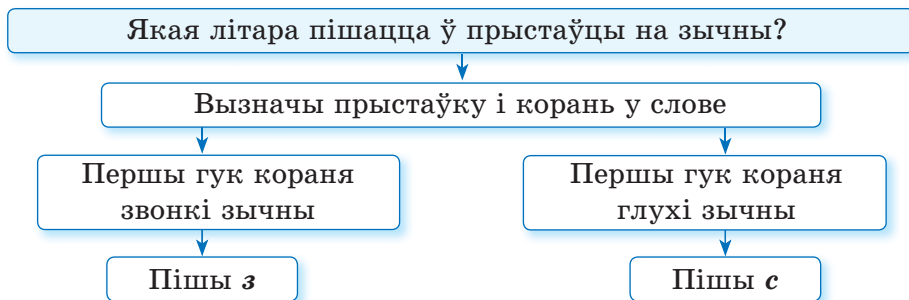 Якая літара пішацца ў прыстаўцы на зычны?
Вызначы прыстаўку і корань у слове
Першы гук кораня
звонкі зычны
Першы гук кораня
глухі зычны
Пішы з
Пішы с